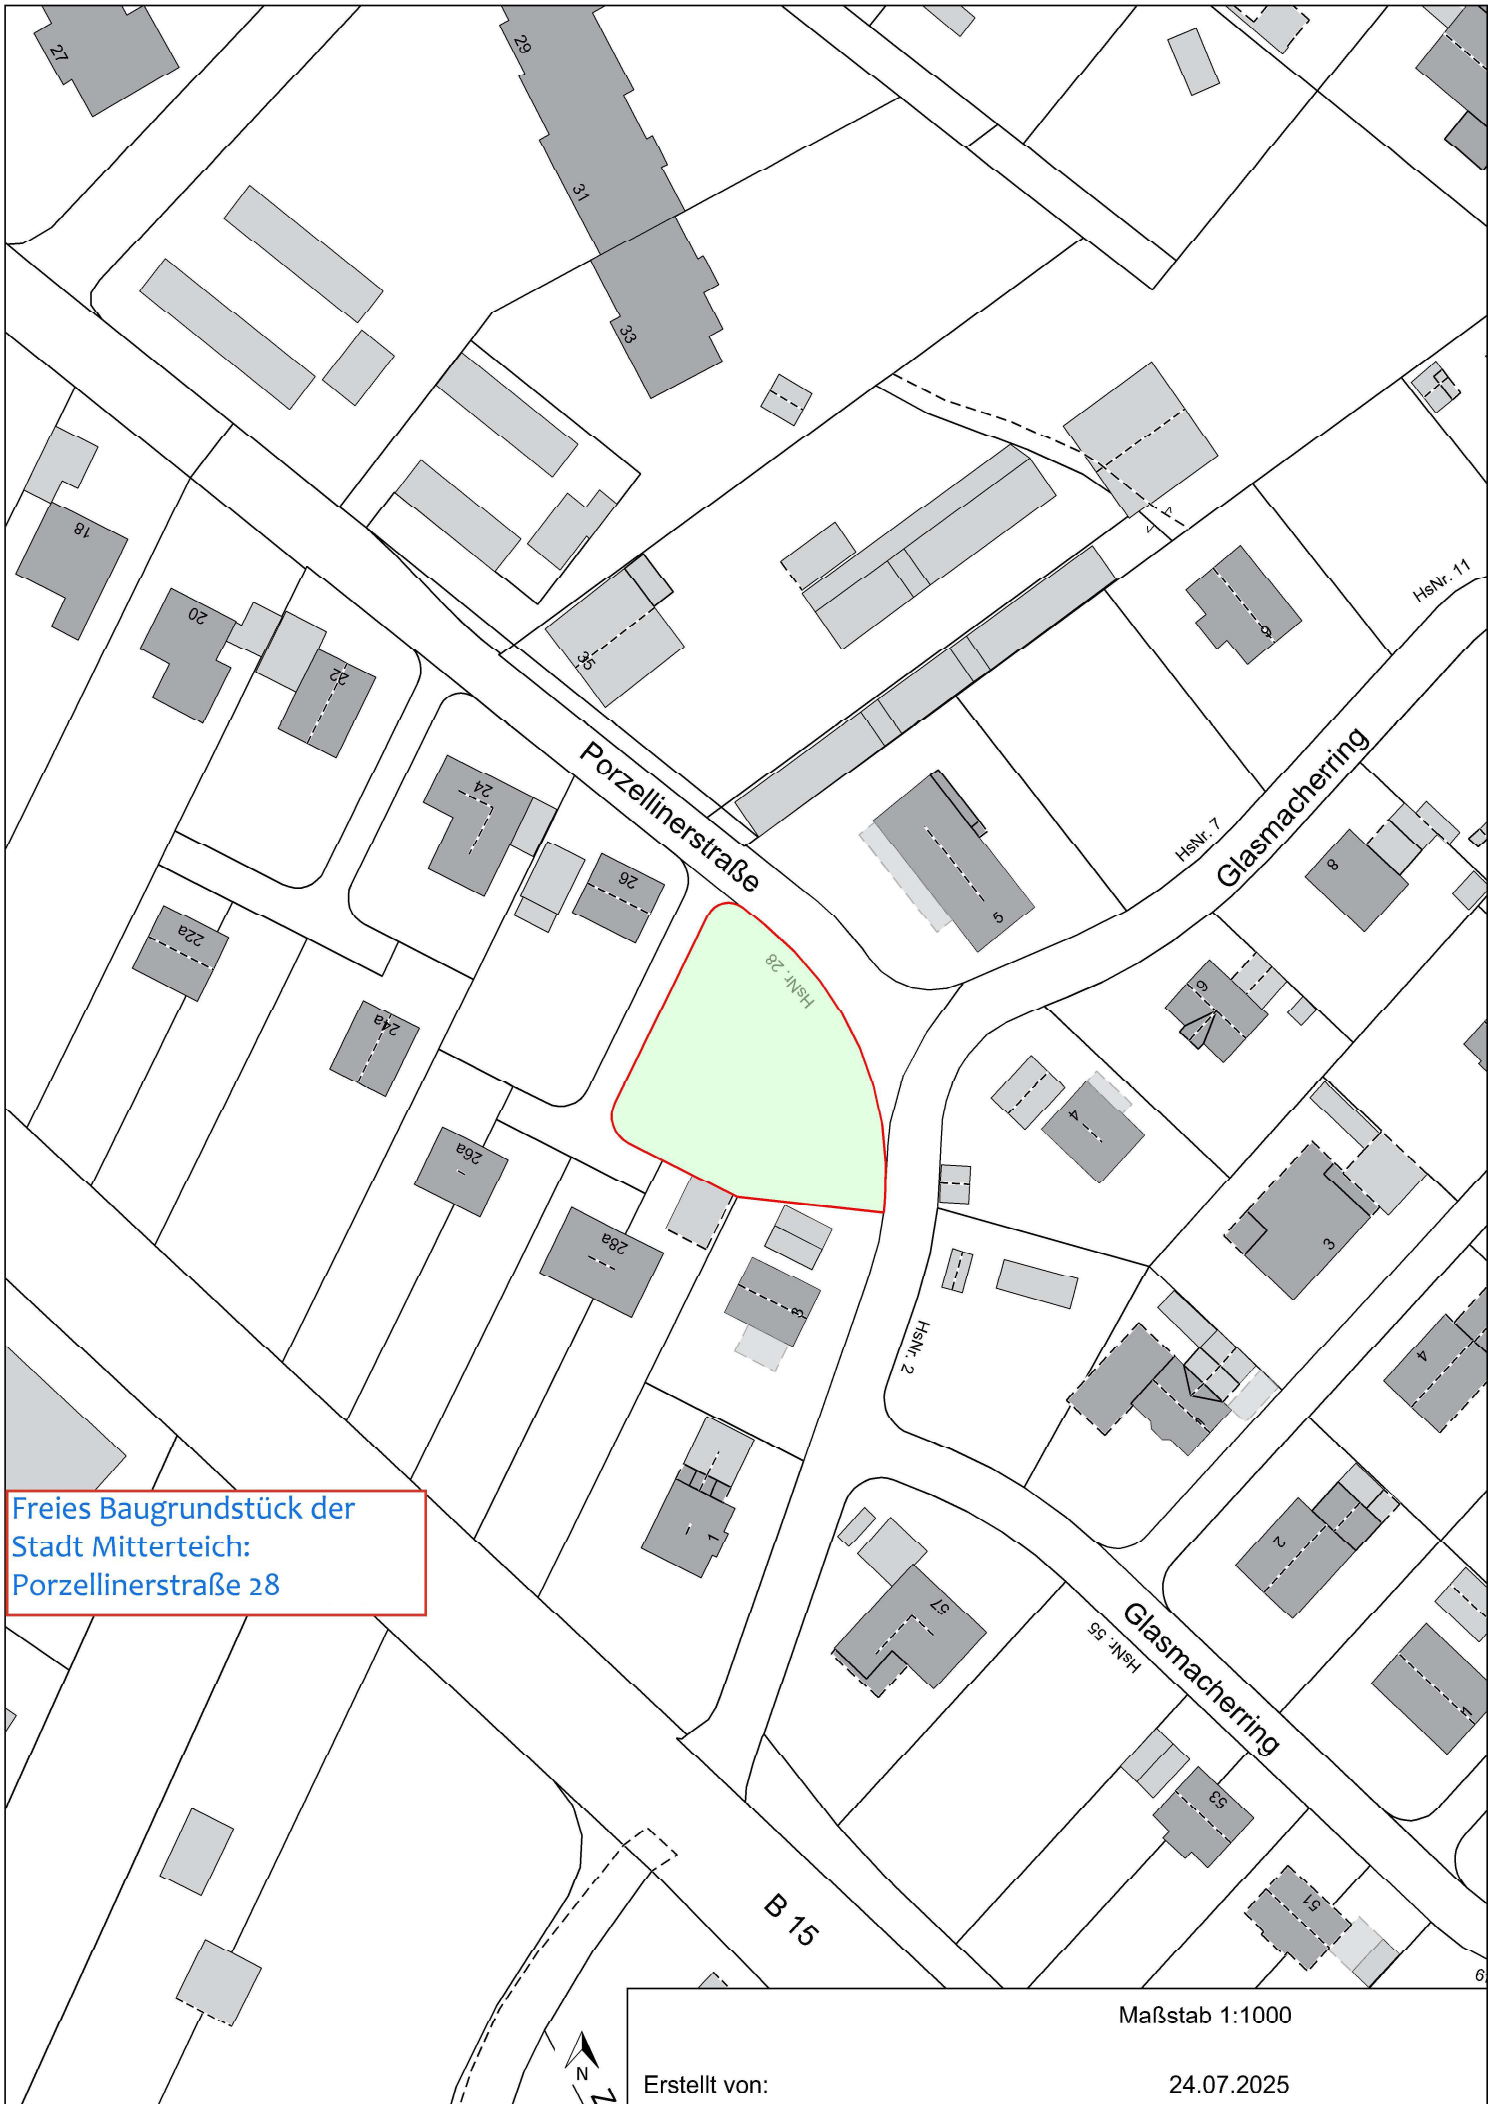 27
29
31
33
18
20
22
35
24
26
22a
24a
26a
28a
Porzellinerstraße
HsNr. 28
5
9
HsNr. 11
HsNr. 7
Glasmacherring
8
6
4
3
3
HsNr. 2
4
2
1
57
HsNr. 55
Glasmacherring
53
51
B 15
Freies Baugrundstück der
Stadt Mitterteich:
Porzellinerstraße 28
N
Maßstab 1:1000
Erstellt von:
24.07.2025